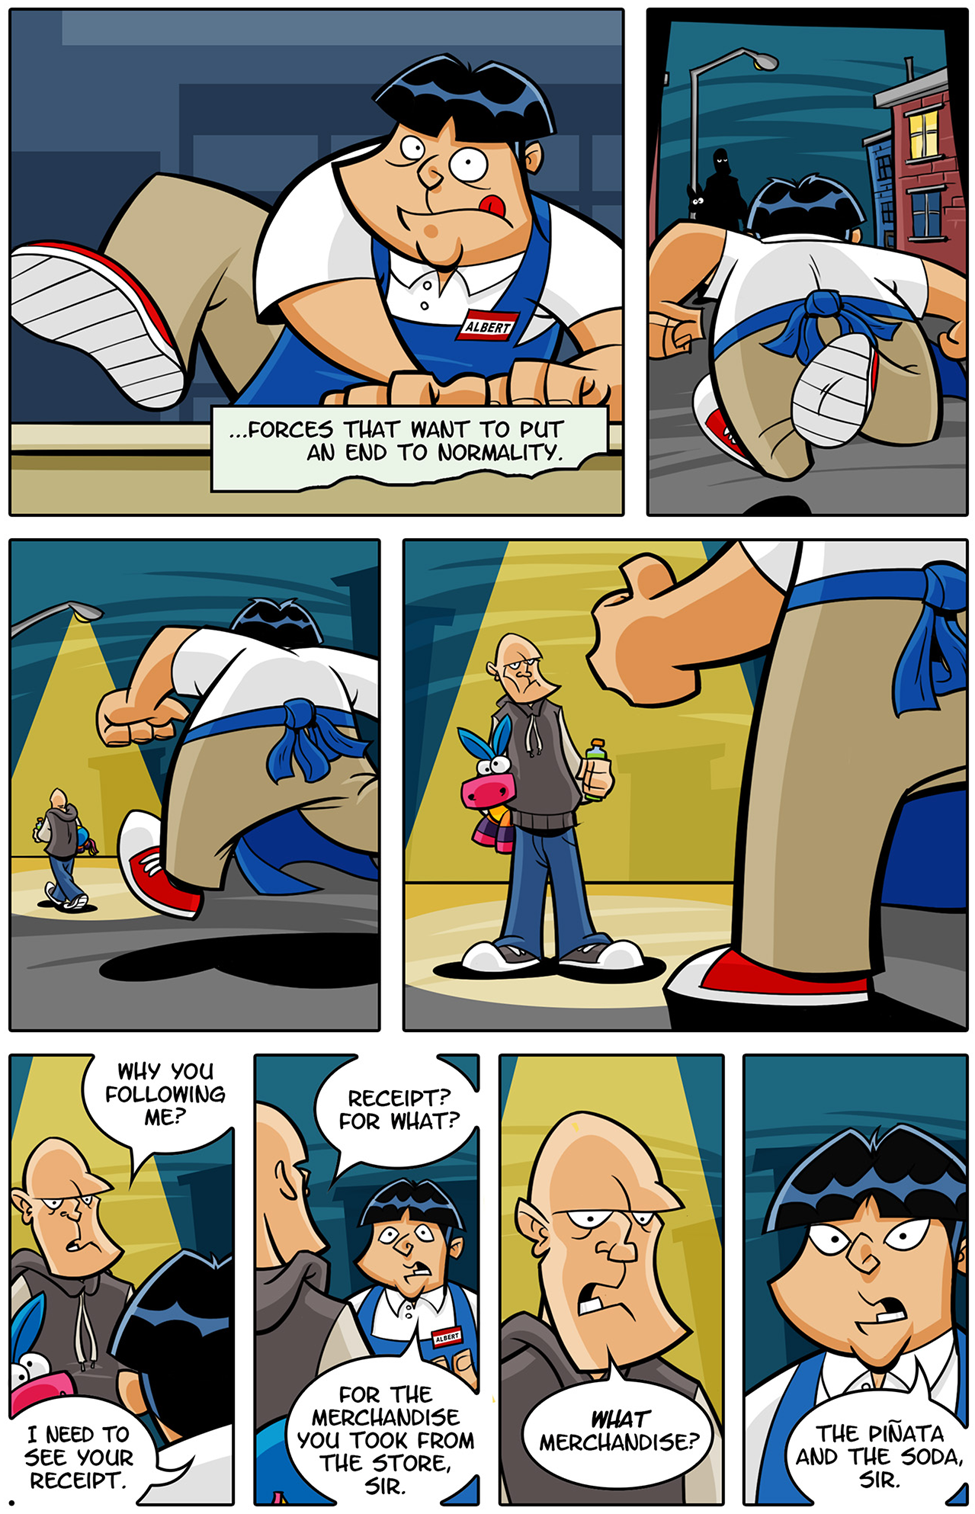 ALBERT
...FORCES THAT WANT TO PUT
AN END TO NORMALITY.
WHY YOU
FOLLOWING
ME?
I NEED TO
SEE YOUR
RECEIPT.
RECEIPT?
FOR WHAT?
ALBERT
FOR THE
MERCHANDISE
YOU TOOK FROM
THE STORE,
SIR.
WHAT
MERCHANDISE?
THE PIÑATA
AND THE SODA,
SIR.